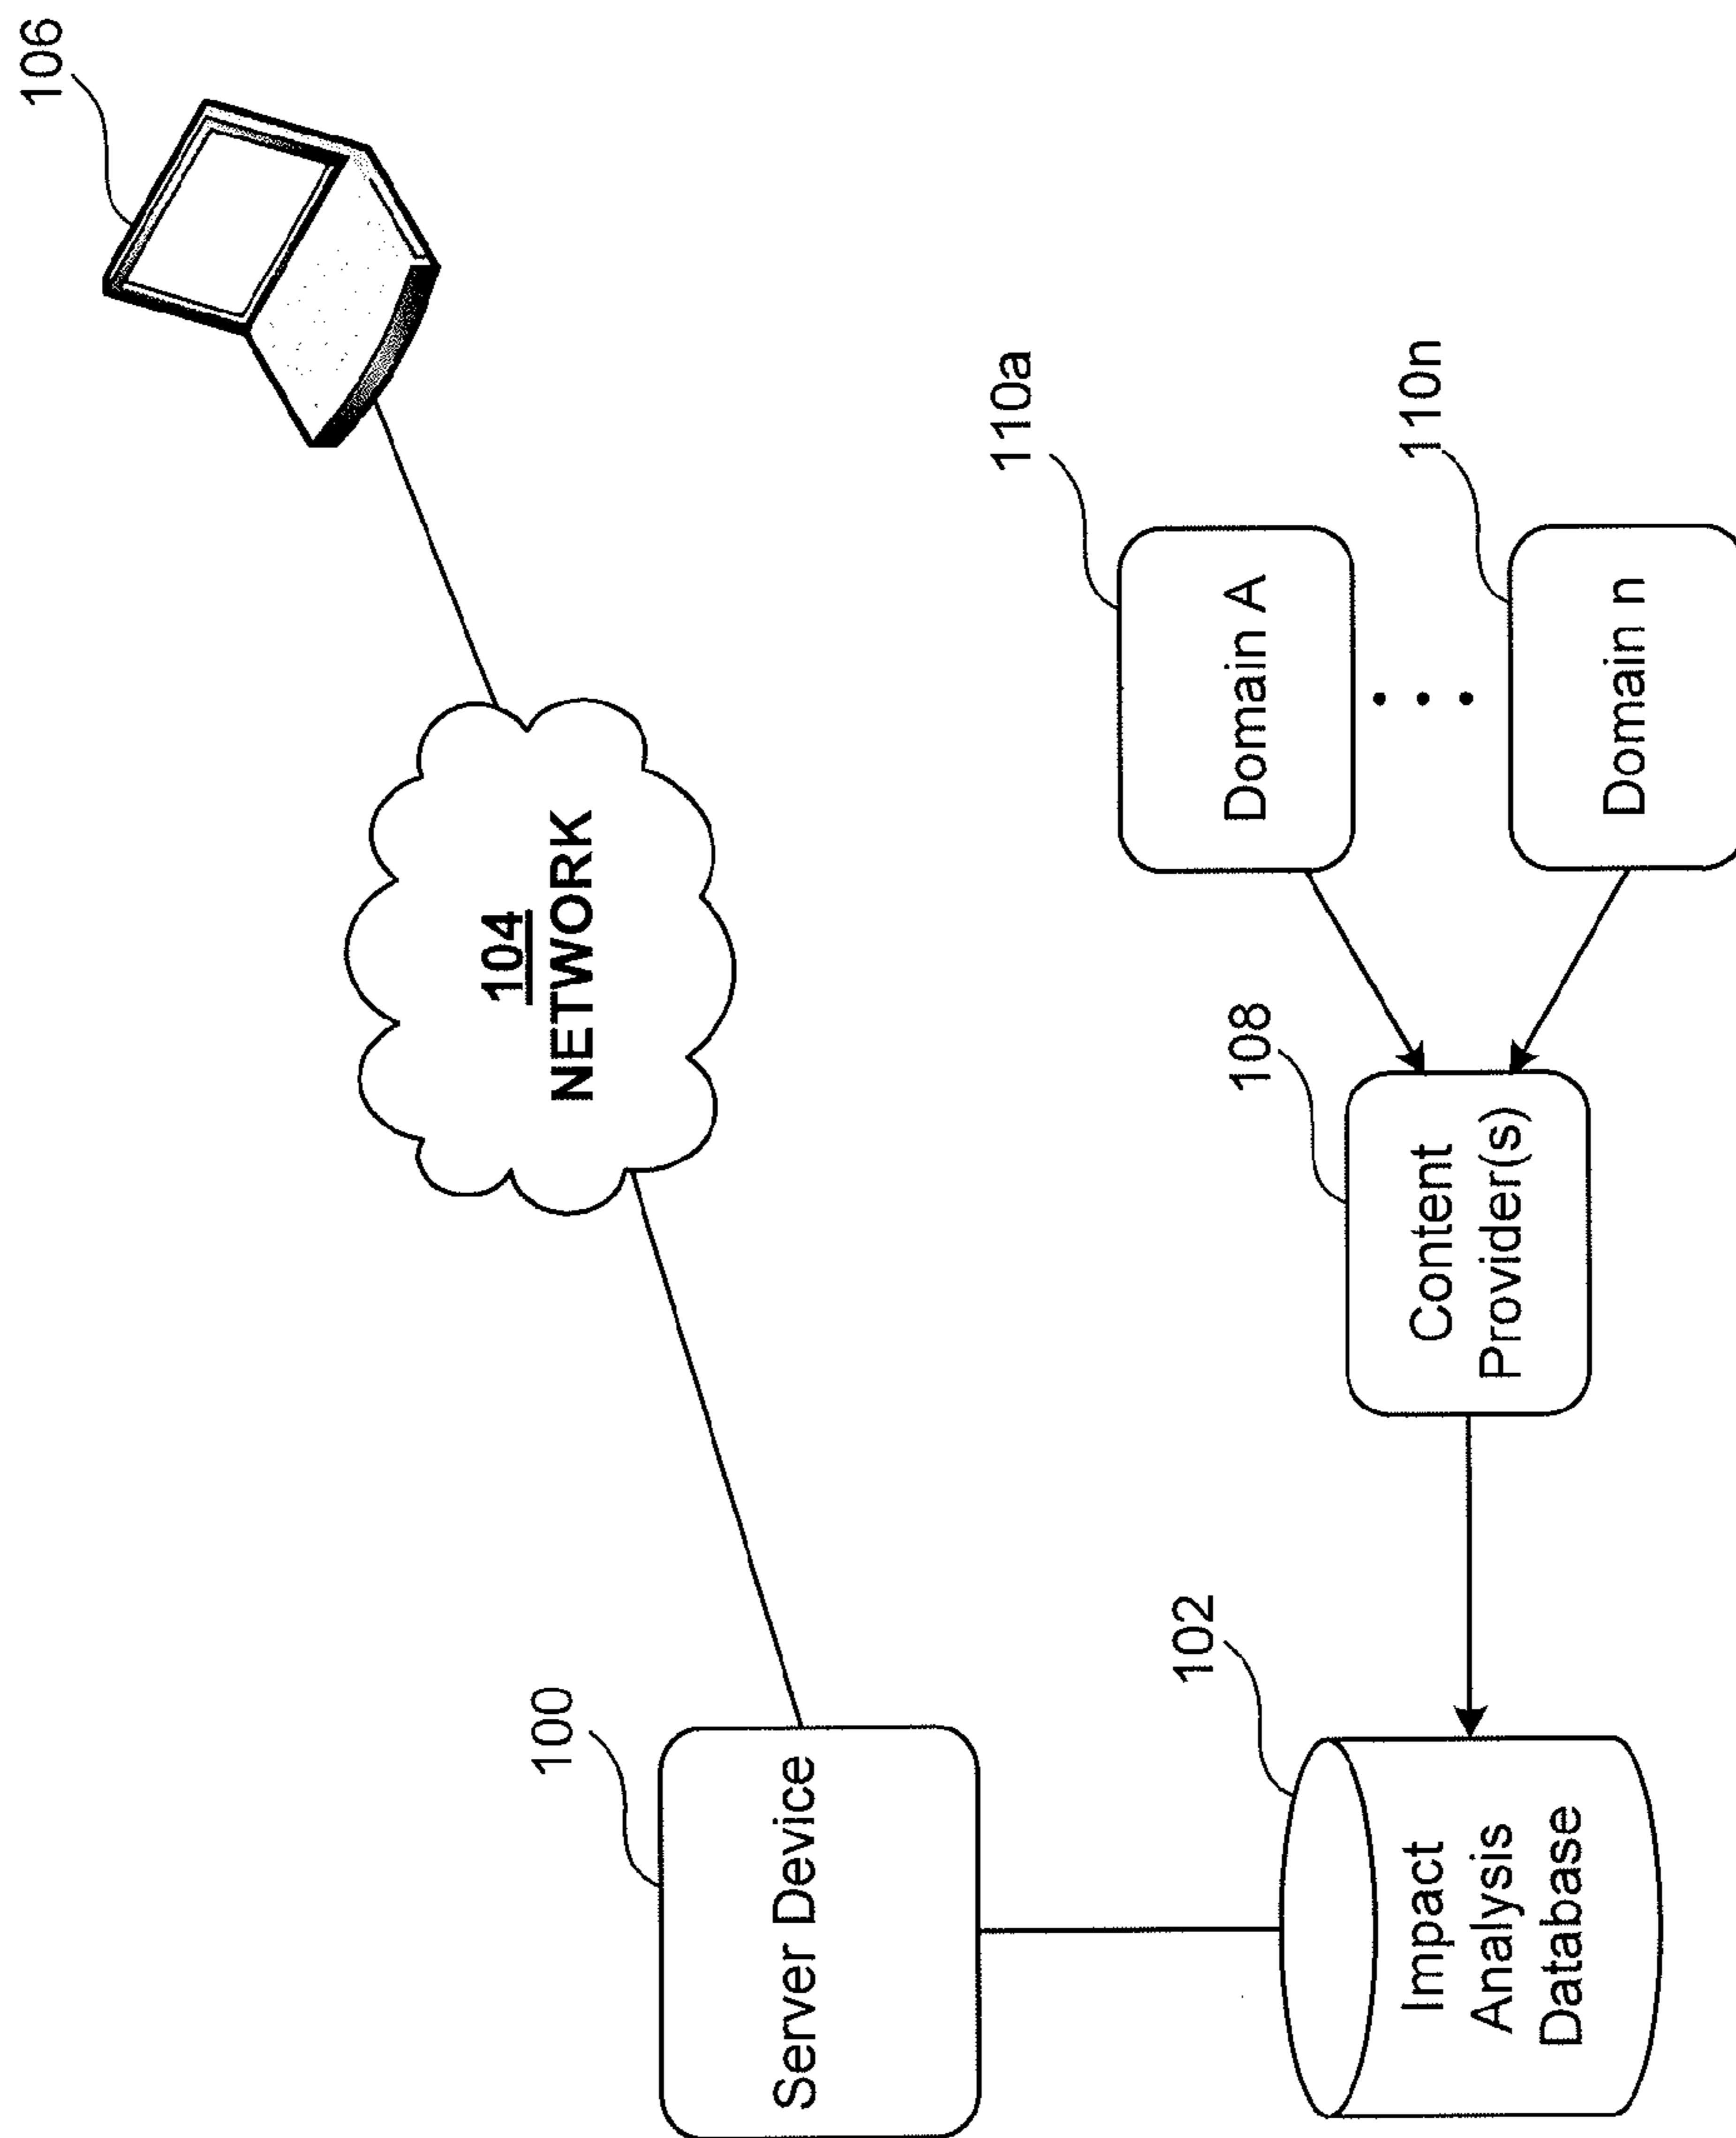 106
104
NETWORK
100
Server Device
110a
Domain A
108
Content
Provider(s)
102
Impact
Analysis
Database
110n
Domain n